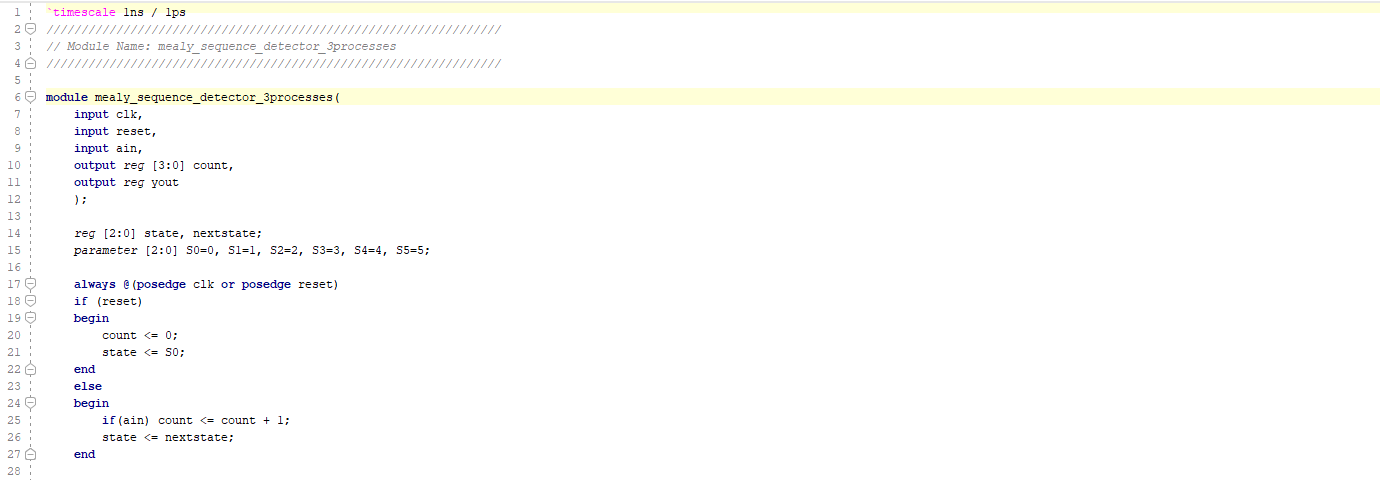 1 `timescale 1ns / 1ps
2 /////////////////////////////////////////////////////////////////
3 // Module Name: mealy_sequence_detector_3processes
4 /////////////////////////////////////////////////////////////////
5
6 module mealy_sequence_detector_3processes(
7     input clk,
8     input reset,
9     input ain,
10     output reg [3:0] count,
11     output reg yout
12     );
13
14     reg [2:0] state, nextstate;
15     parameter [2:0] S0=0, S1=1, S2=2, S3=3, S4=4, S5=5;
16
17     always @(posedge clk or posedge reset)
18     if (reset)
19     begin
20         count <= 0;
21         state <= S0;
22     end
23     else
24     begin
25         if(ain) count <= count + 1;
26         state <= nextstate;
27     end
28